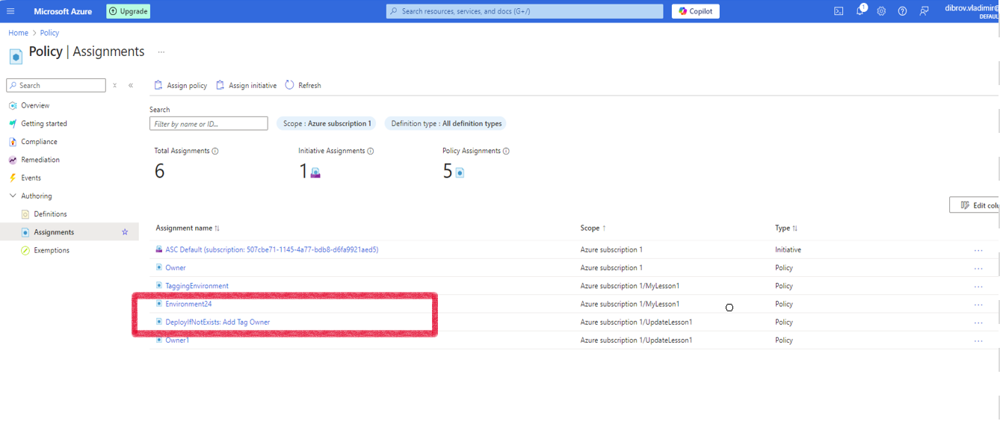 Microsoft Azure Upgrade Search resources, services, and docs (G+/) Copilot 1 dibrov.vladimir@
DEFAUL
Home > Policy
Policy | Assignments ...
Search
Overview
Getting started
Compliance
Remediation
Events
Authoring
Definitions
Assignments
Exemptions
Assign policy Assign initiative Refresh
Search
Filter by name or ID... Scope : Azure subscription 1 Definition type : All definition types
Total Assignments Initiative Assignments Policy Assignments
6 1 5
Edit colu
Assignment name Scope Type
ASC Default (subscription: 507cbe71-1145-4a77-bdb8-d6fa9921aed5) Azure subscription 1 Initiative ...
Owner Azure subscription 1 Policy ...
TaggingEnvironment Azure subscription 1/MyLesson1 Policy ...
Environment24 Azure subscription 1/MyLesson1 Policy ...
DeployIfNotExists: Add Tag Owner Azure subscription 1/UpdateLesson1 Policy ...
Owner1 Azure subscription 1/UpdateLesson1 Policy ...